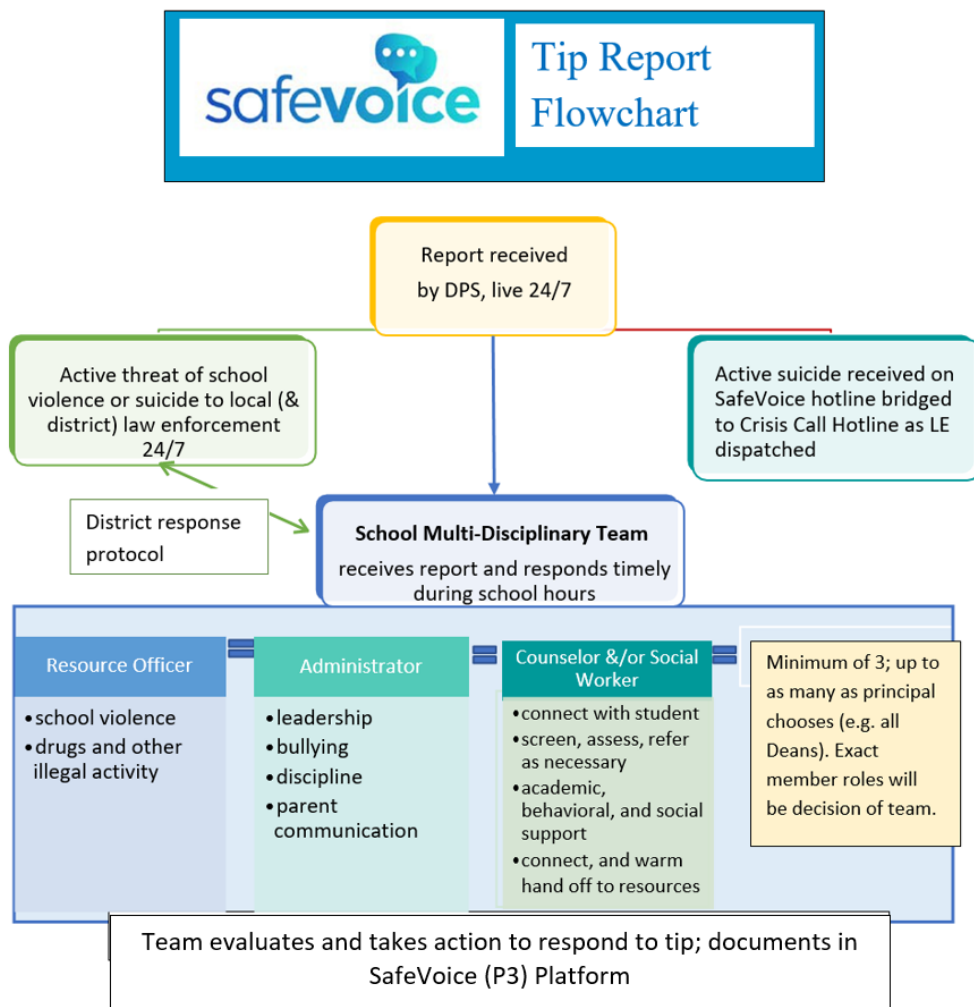 safevoice
Tip Report
Flowchart
Report received
by DPS, live 24/7
Active threat of school
violence or suicide to local (&
district) law enforcement
24/7
Active suicide received on
SafeVoice hotline bridged
to Crisis Call Hotline as LE
dispatched
District response
protocol
School Multi-Disciplinary Team
receives report and responds timely
during school hours
Resource Officer
•school violence
•drugs and other
illegal activity
Administrator
•leadership
•bullying
•discipline
•parent
communication
Counselor &/or Social
Worker
•connect with student
•screen, assess, refer
as necessary
•academic,
behavioral, and social
support
•connect, and warm
hand off to resources
Minimum of 3; up to
as many as principal
chooses (e.g. all
Deans). Exact
member roles will
be decision of team.
Team evaluates and takes action to respond to tip; documents in
SafeVoice (P3) Platform